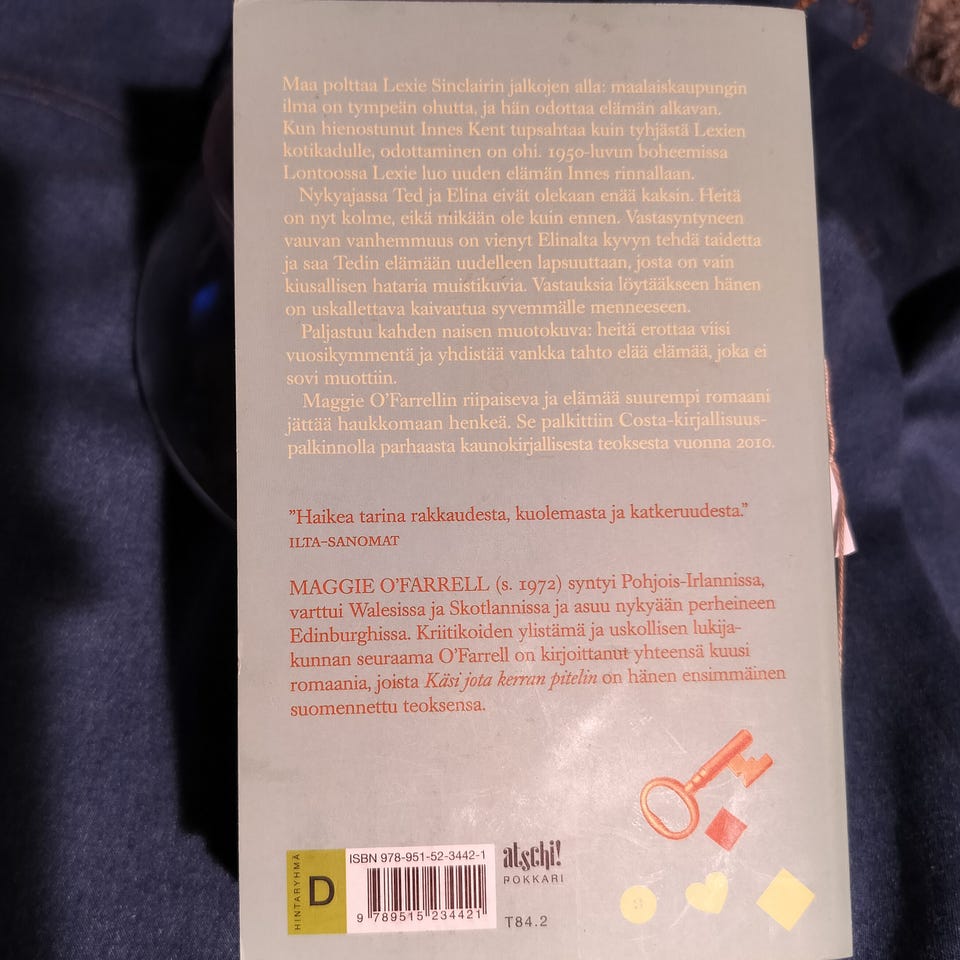 Maa polttaa Lexie Sinclairin jalkojen alla: maalaiskaupungin
ilma on tympeän ohutta, ja hän odottaa elämän alkavan.
Kun hienostunut Innes Kent tupsahtaa kuin tyhjästä Lexien
kotikadulle, odottaminen on ohi. 1950-luvun boheemissa
Lontoossa Lexie luo uuden elämän Innes rinnallaan.
Nykyajassa Ted ja Elina eivät olekaan enää kaksin. Heitä
on nyt kolme, eikä mikään ole kuin ennen. Vastasyntyneen
vauvan vanhemmuus on vienyt Elinalta kyvyn tehdä taidetta
ja saa Tedin elämään uudelleen lapsuuttaan, josta on vain
kiusallisen hataria muistikuvia. Vastauksia löytääkseen hänen
on uskallettava kaivautua syvemmälle menneeseen.
Paljastuu kahden naisen muotokuva: heitä erottaa viisi
vuosikymmentä ja yhdistää vankka tahto elää elämää, joka ei
sovi muottiin.
Maggie O'Farrellin riipaiseva ja elämää suurempi romaani
jättää haukkomaan henkeä. Se palkittiin Costa-kirjallisuus-
palkinnolla parhaasta kaunokirjallisesta teoksesta vuonna 2010.
"Haikea tarina rakkaudesta, kuolemasta ja katkeruudesta."
ILTA-SANOMAT
MAGGIE O'FARRELL (s. 1972) syntyi Pohjois-Irlannissa,
varttui Walesissa ja Skotlannissa ja asuu nykyään perheineen
Edinburghissa. Kriitikoiden ylistämä ja uskollisen lukija-
kunnan seuraama O'Farrell on kirjoittanut yhteensä kuusi
romaania, joista Käsi jota kerran pitelin on hänen ensimmäinen
suomennettu teoksensa.
HINTARYHMÄ
D
ISBN 978-951-52-3442-1
9 789515 234421
atschi!
POKKARI
T84.2